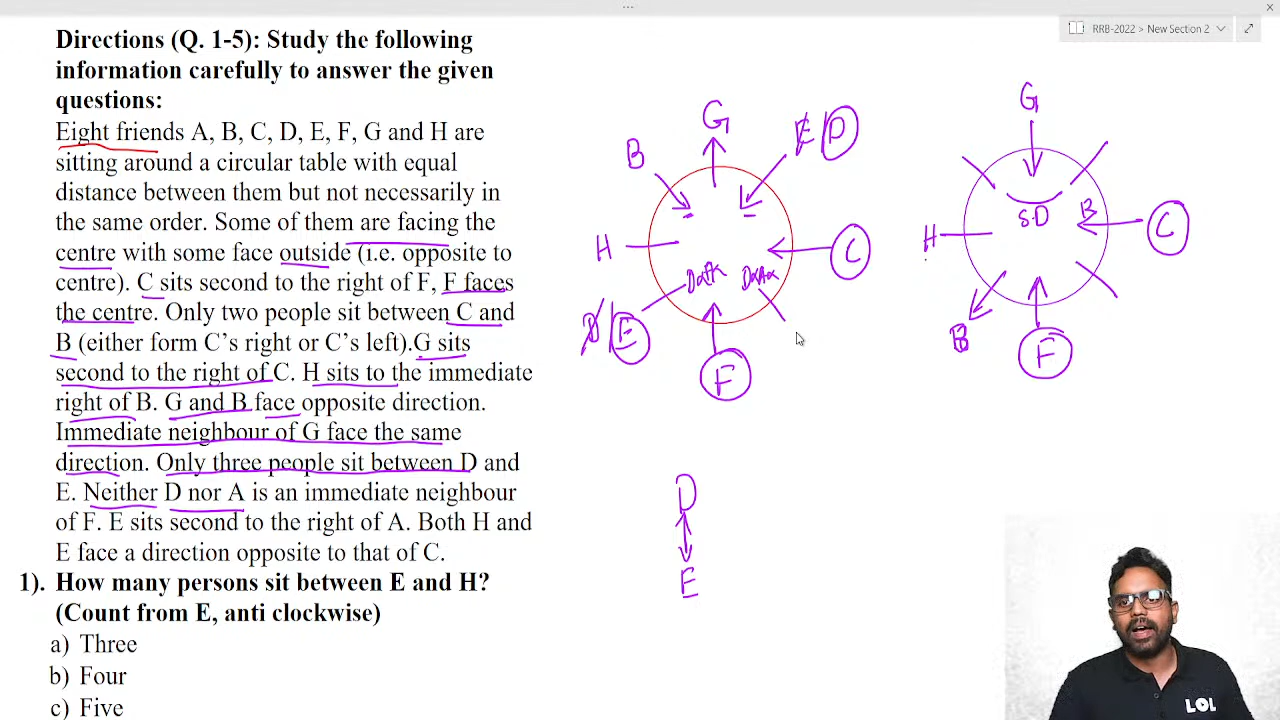 RRB-2022 > New Section 2
Directions (Q. 1-5): Study the following
information carefully to answer the given
questions:
Eight friends A, B, C, D, E, F, G and H are
sitting around a circular table with equal
distance between them but not necessarily in
the same order. Some of them are facing the
centre with some face outside (i.e. opposite to
centre). C sits second to the right of F, F faces
the centre. Only two people sit between C and
B (either form C's right or C's left).G sits
second to the right of C. H sits to the immediate
right of B. G and B face opposite direction.
Immediate neighbour of G face the same
direction. Only three people sit between D and
E. Neither D nor A is an immediate neighbour
of F. E sits second to the right of A. Both H and
E face a direction opposite to that of C.
1). How many persons sit between E and H?
(Count from E, anti clockwise)
a) Three
b) Four
c) Five
G
B
E D
H
C
D E
F
G
S.D
B
C
H
B
F
D
E
LOL